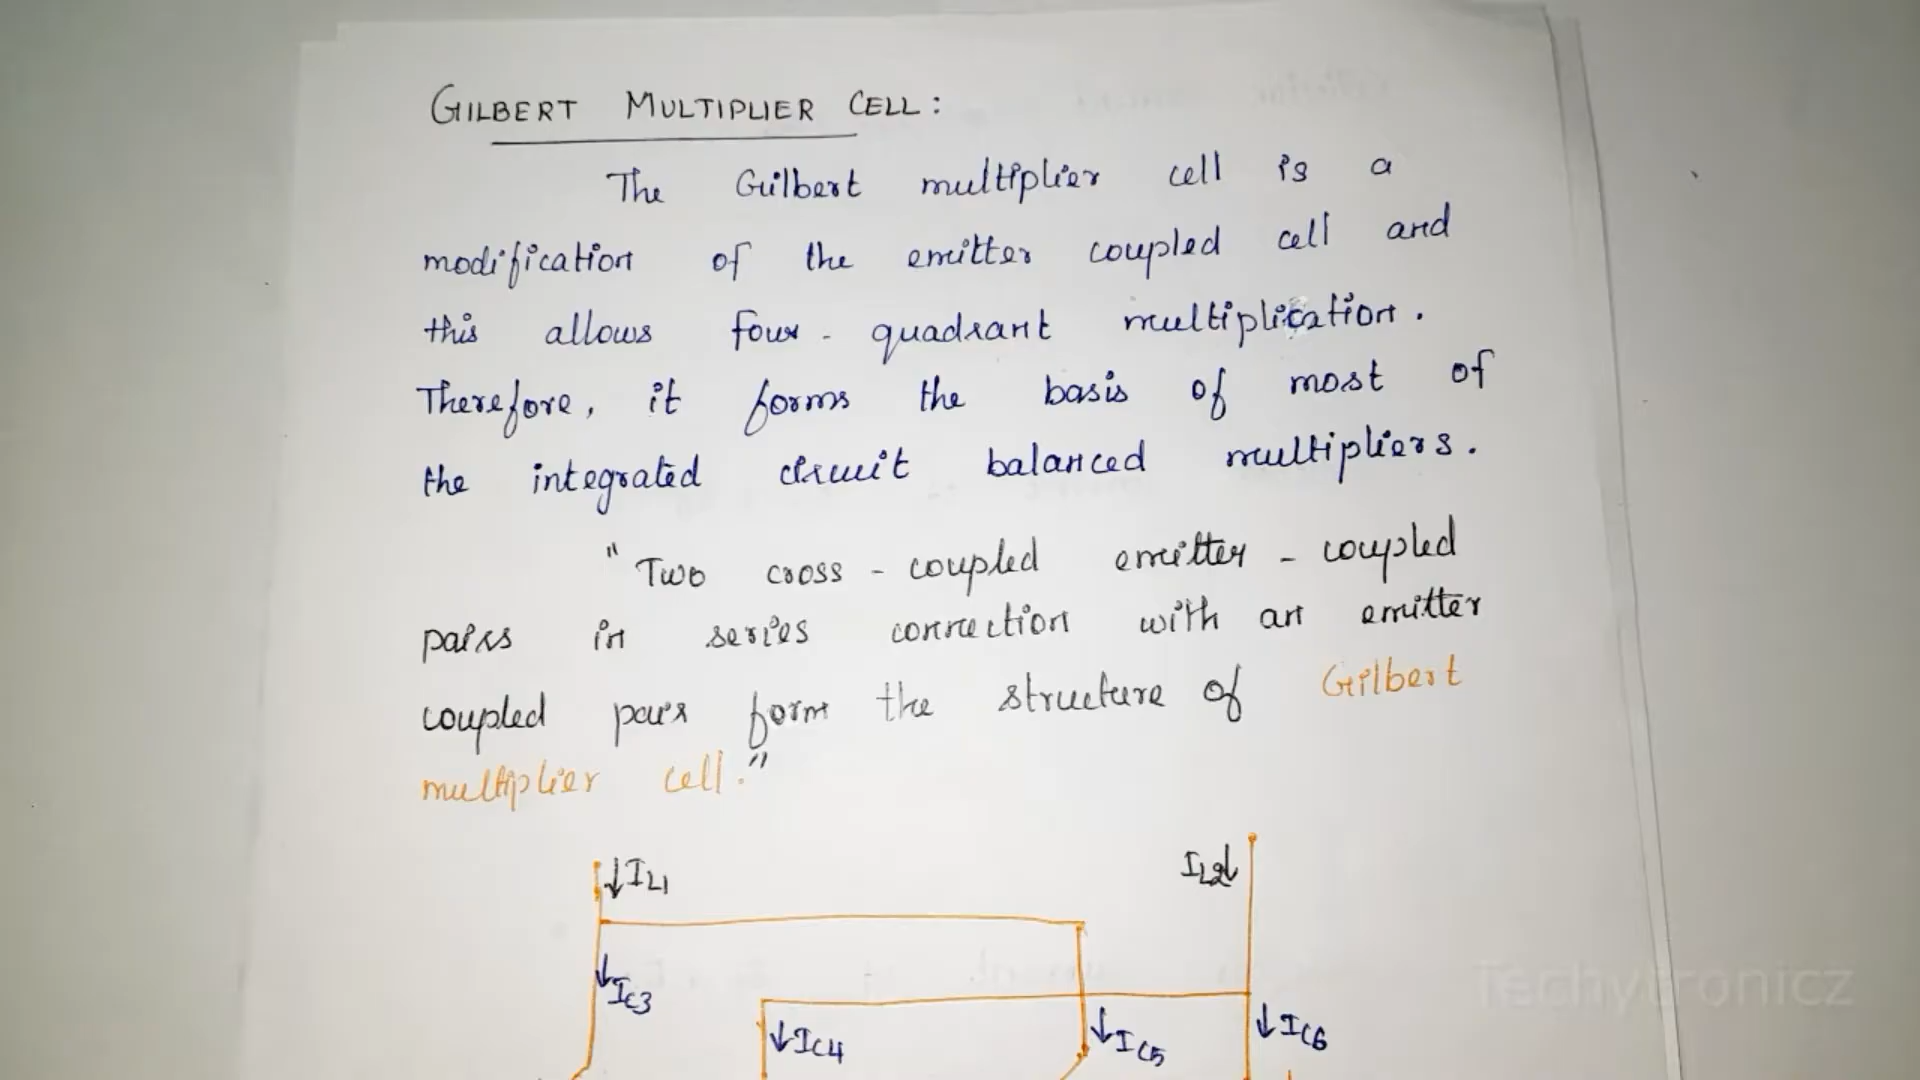 GILBERT MULTIPLIER CELL:
The Gilbert multiplier cell is a
modification of the emitter coupled cell and
this allows four - quadrant multiplication.
Therefore, it forms the basis of most of
the integrated circuit balanced multipliers.
"Two cross - coupled emitter - coupled
pairs in series connection with an emitter
coupled pair form the structure of Gilbert
multiplier cell."
↓IL1
IL2↓
↓IC3
↓IC4
↓IC5
↓IC6
Techytronicz